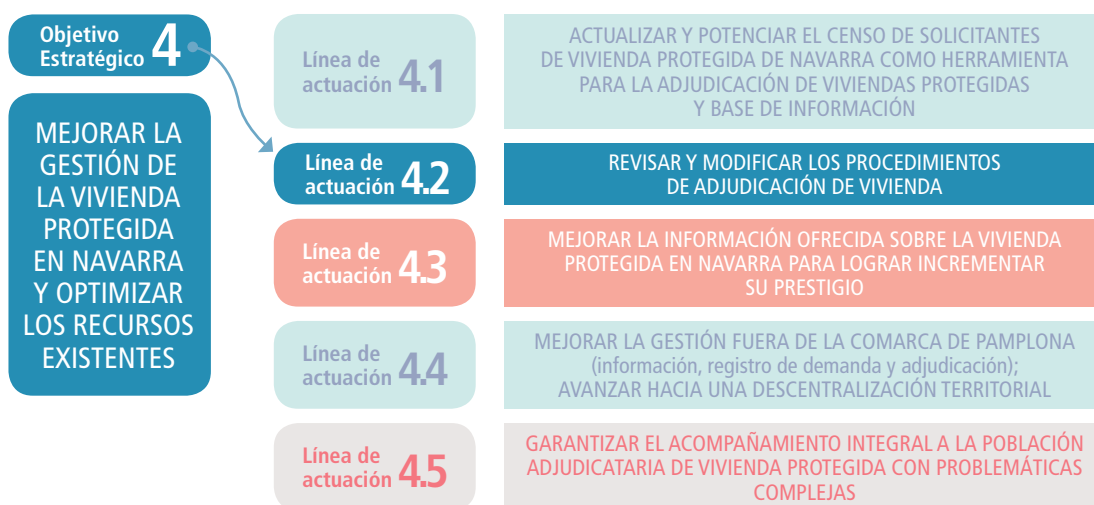 Objetivo
Estratégico 4
MEJORAR LA
GESTIÓN DE
LA VIVIENDA
PROTEGIDA
EN NAVARRA
Y OPTIMIZAR
LOS RECURSOS
EXISTENTES
Línea de
actuación 4.1
ACTUALIZAR Y POTENCIAR EL CENSO DE SOLICITANTES
DE VIVIENDA PROTEGIDA DE NAVARRA COMO HERRAMIENTA
PARA LA ADJUDICACIÓN DE VIVIENDAS PROTEGIDAS
Y BASE DE INFORMACIÓN
Línea de
actuación 4.2
REVISAR Y MODIFICAR LOS PROCEDIMIENTOS
DE ADJUDICACIÓN DE VIVIENDA
Línea de
actuación 4.3
MEJORAR LA INFORMACIÓN OFRECIDA SOBRE LA VIVIENDA
PROTEGIDA EN NAVARRA PARA LOGRAR INCREMENTAR
SU PRESTIGIO
Línea de
actuación 4.4
MEJORAR LA GESTIÓN FUERA DE LA COMARCA DE PAMPLONA
(información, registro de demanda y adjudicación);
AVANZAR HACIA UNA DESCENTRALIZACIÓN TERRITORIAL
Línea de
actuación 4.5
GARANTIZAR EL ACOMPAÑAMIENTO INTEGRAL A LA POBLACIÓN
ADJUDICATARIA DE VIVIENDA PROTEGIDA CON PROBLEMÁTICAS
COMPLEJAS